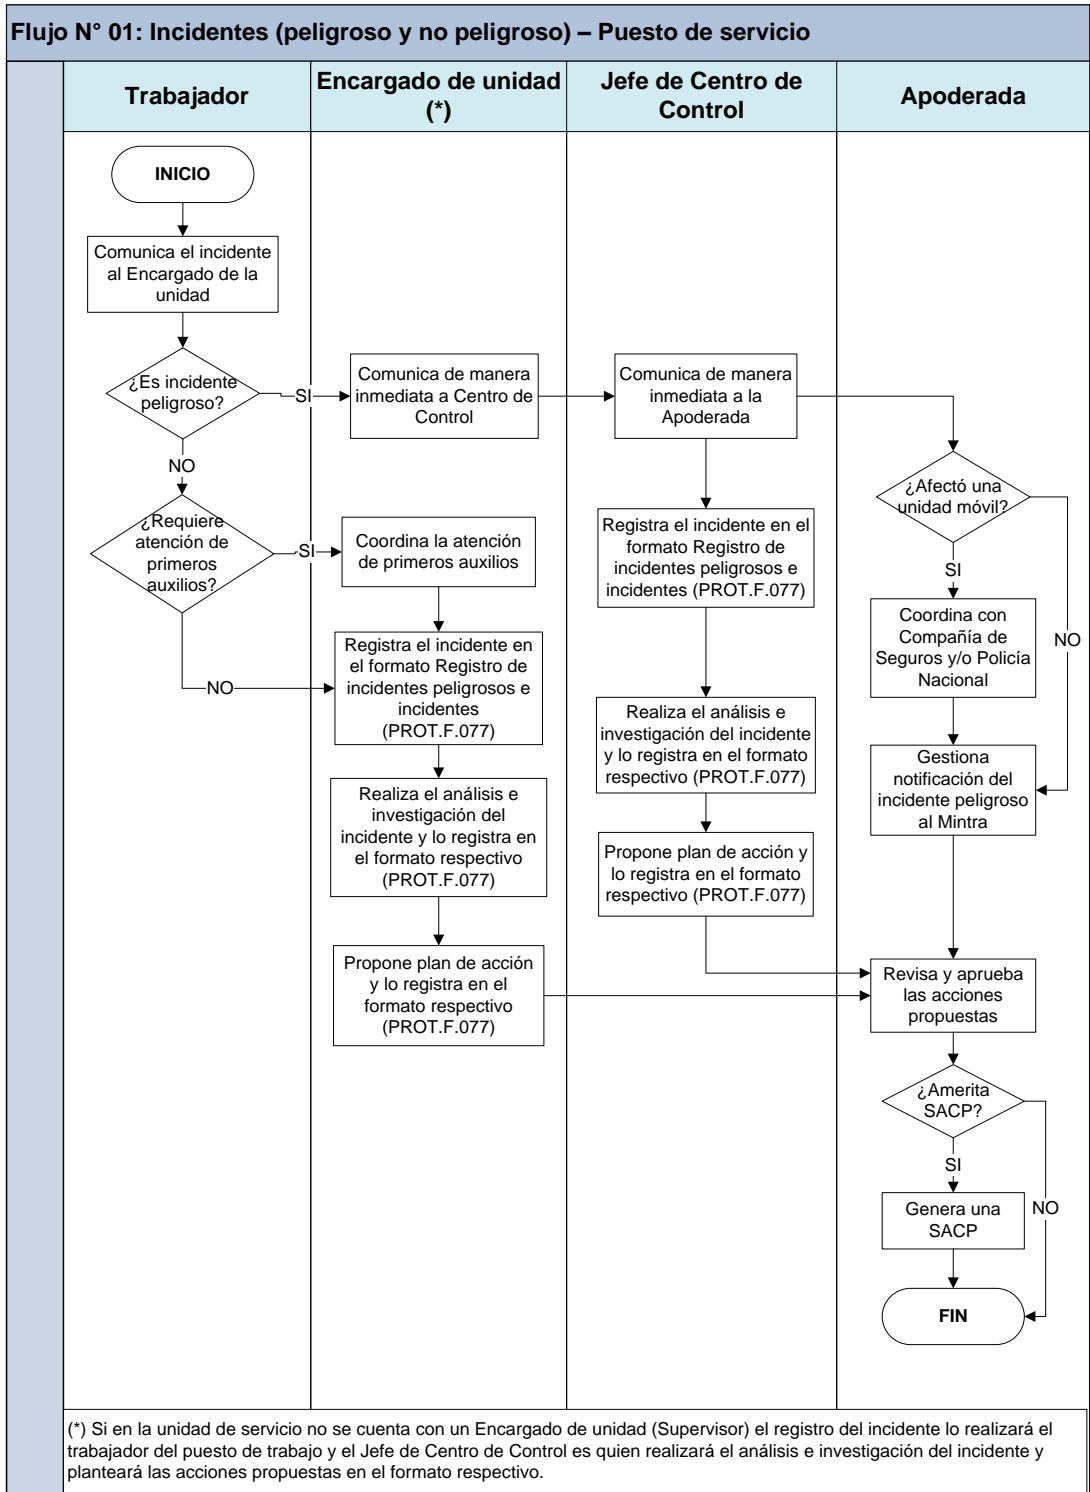 Flujo N° 01: Incidentes (peligroso y no peligroso) – Puesto de servicio
Trabajador
Encargado de unidad
(*)
Jefe de Centro de
Control
Apoderada
INICIO
Comunica el incidente
al Encargado de la
unidad
¿Es incidente
peligroso?
SI
Comunica de manera
inmediata a Centro de
Control
Comunica de manera
inmediata a la
Apoderada
NO
¿Afectó una
unidad móvil?
¿Requiere
atención de
primeros
auxilios?
SI
Coordina la atención
de primeros auxilios
Registra el incidente en el
formato Registro de
incidentes peligrosos e
incidentes (PROT.F.077)
SI
NO
Coordina con
Compañía de
Seguros y/o Policía
Nacional
NO
Registra el incidente en
el formato Registro de
incidentes peligrosos e
incidentes
(PROT.F.077)
Realiza el análisis e
investigación del incidente
y lo registra en el formato
respectivo (PROT.F.077)
Gestiona
notificación del
incidente peligroso
al Mintra
Realiza el análisis e
investigación del
incidente y lo registra en
el formato respectivo
(PROT.F.077)
Propone plan de acción y
lo registra en el formato
respectivo (PROT.F.077)
Propone plan de acción
y lo registra en el
formato respectivo
(PROT.F.077)
Revisa y aprueba
las acciones
propuestas
¿Amerita
SACP?
SI
NO
Genera una
SACP
FIN
(*) Si en la unidad de servicio no se cuenta con un Encargado de unidad (Supervisor) el registro del incidente lo realizará el
trabajador del puesto de trabajo y el Jefe de Centro de Control es quien realizará el análisis e investigación del incidente y
planteará las acciones propuestas en el formato respectivo.